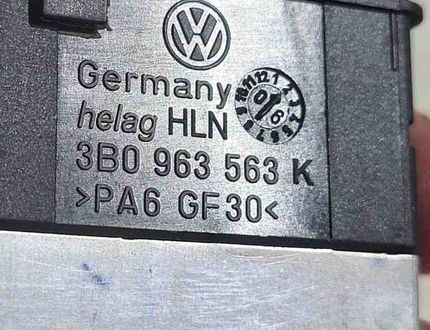 VW
Germany
helag HLN
3B0 963 563 K
>PA6 GF30<